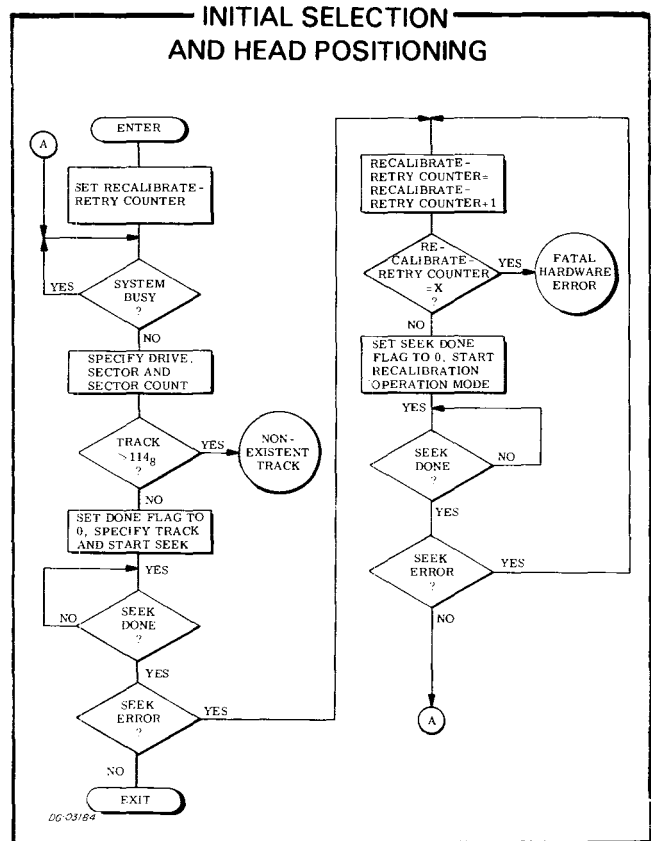 INITIAL SELECTION
AND HEAD POSITIONING
A
ENTER
SET RECALIBRATE-
RETRY COUNTER
YES
SYSTEM
BUSY
?
NO
SPECIFY DRIVE,
SECTOR AND
SECTOR COUNT
TRACK
>114₈
?
YES
NON-
EXISTENT
TRACK
NO
SET DONE FLAG TO
0, SPECIFY TRACK
AND START SEEK
YES
NO
SEEK
DONE
?
YES
SEEK
ERROR
?
YES
NO
EXIT
DG-03184
RECALIBRATE-
RETRY COUNTER=
RECALIBRATE-
RETRY COUNTER+1
RE-
CALIBRATE-
RETRY COUNTER
=X
?
YES
FATAL
HARDWARE
ERROR
NO
SET SEEK DONE
FLAG TO 0, START
RECALIBRATION
OPERATION MODE
YES
SEEK
DONE
?
NO
YES
SEEK
ERROR
?
YES
NO
A